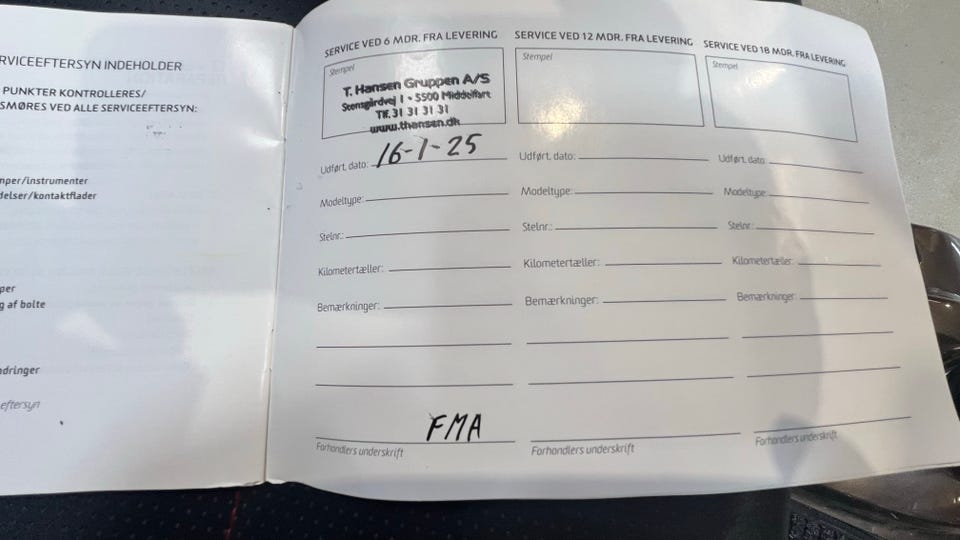 RVICEEFTERSYN INDEHOLDER
PUNKTER KONTROLLERES/
SMØRES VED ALLE SERVICEEFTERSYN:
mper/instrumenter
delser/kontaktflader
per
g af bolte
ndringer
eftersyn
SERVICE VED 6 MDR. FRA LEVERING
Stempel
T. Hansen Gruppen A/S
Stensgårdvej 1 • 5500 Middelfart
Tlf. 31 31 31 31
www.thansen.dk
Udført, dato: 16-1-25
Modeltype:
Stelnr.:
Kilometertæller:
Bemærkninger:
FMA
Forhandlers underskrift
SERVICE VED 12 MDR. FRA LEVERING
Stempel
Udført, dato:
Modeltype:
Stelnr.:
Kilometertæller:
Bemærkninger:
Forhandlers underskrift
SERVICE VED 18 MDR. FRA LEVERING
Stempel
Udført, dato:
Modeltype:
Stelnr.:
Kilometertæller:
Bemærkninger:
Forhandlers underskrift